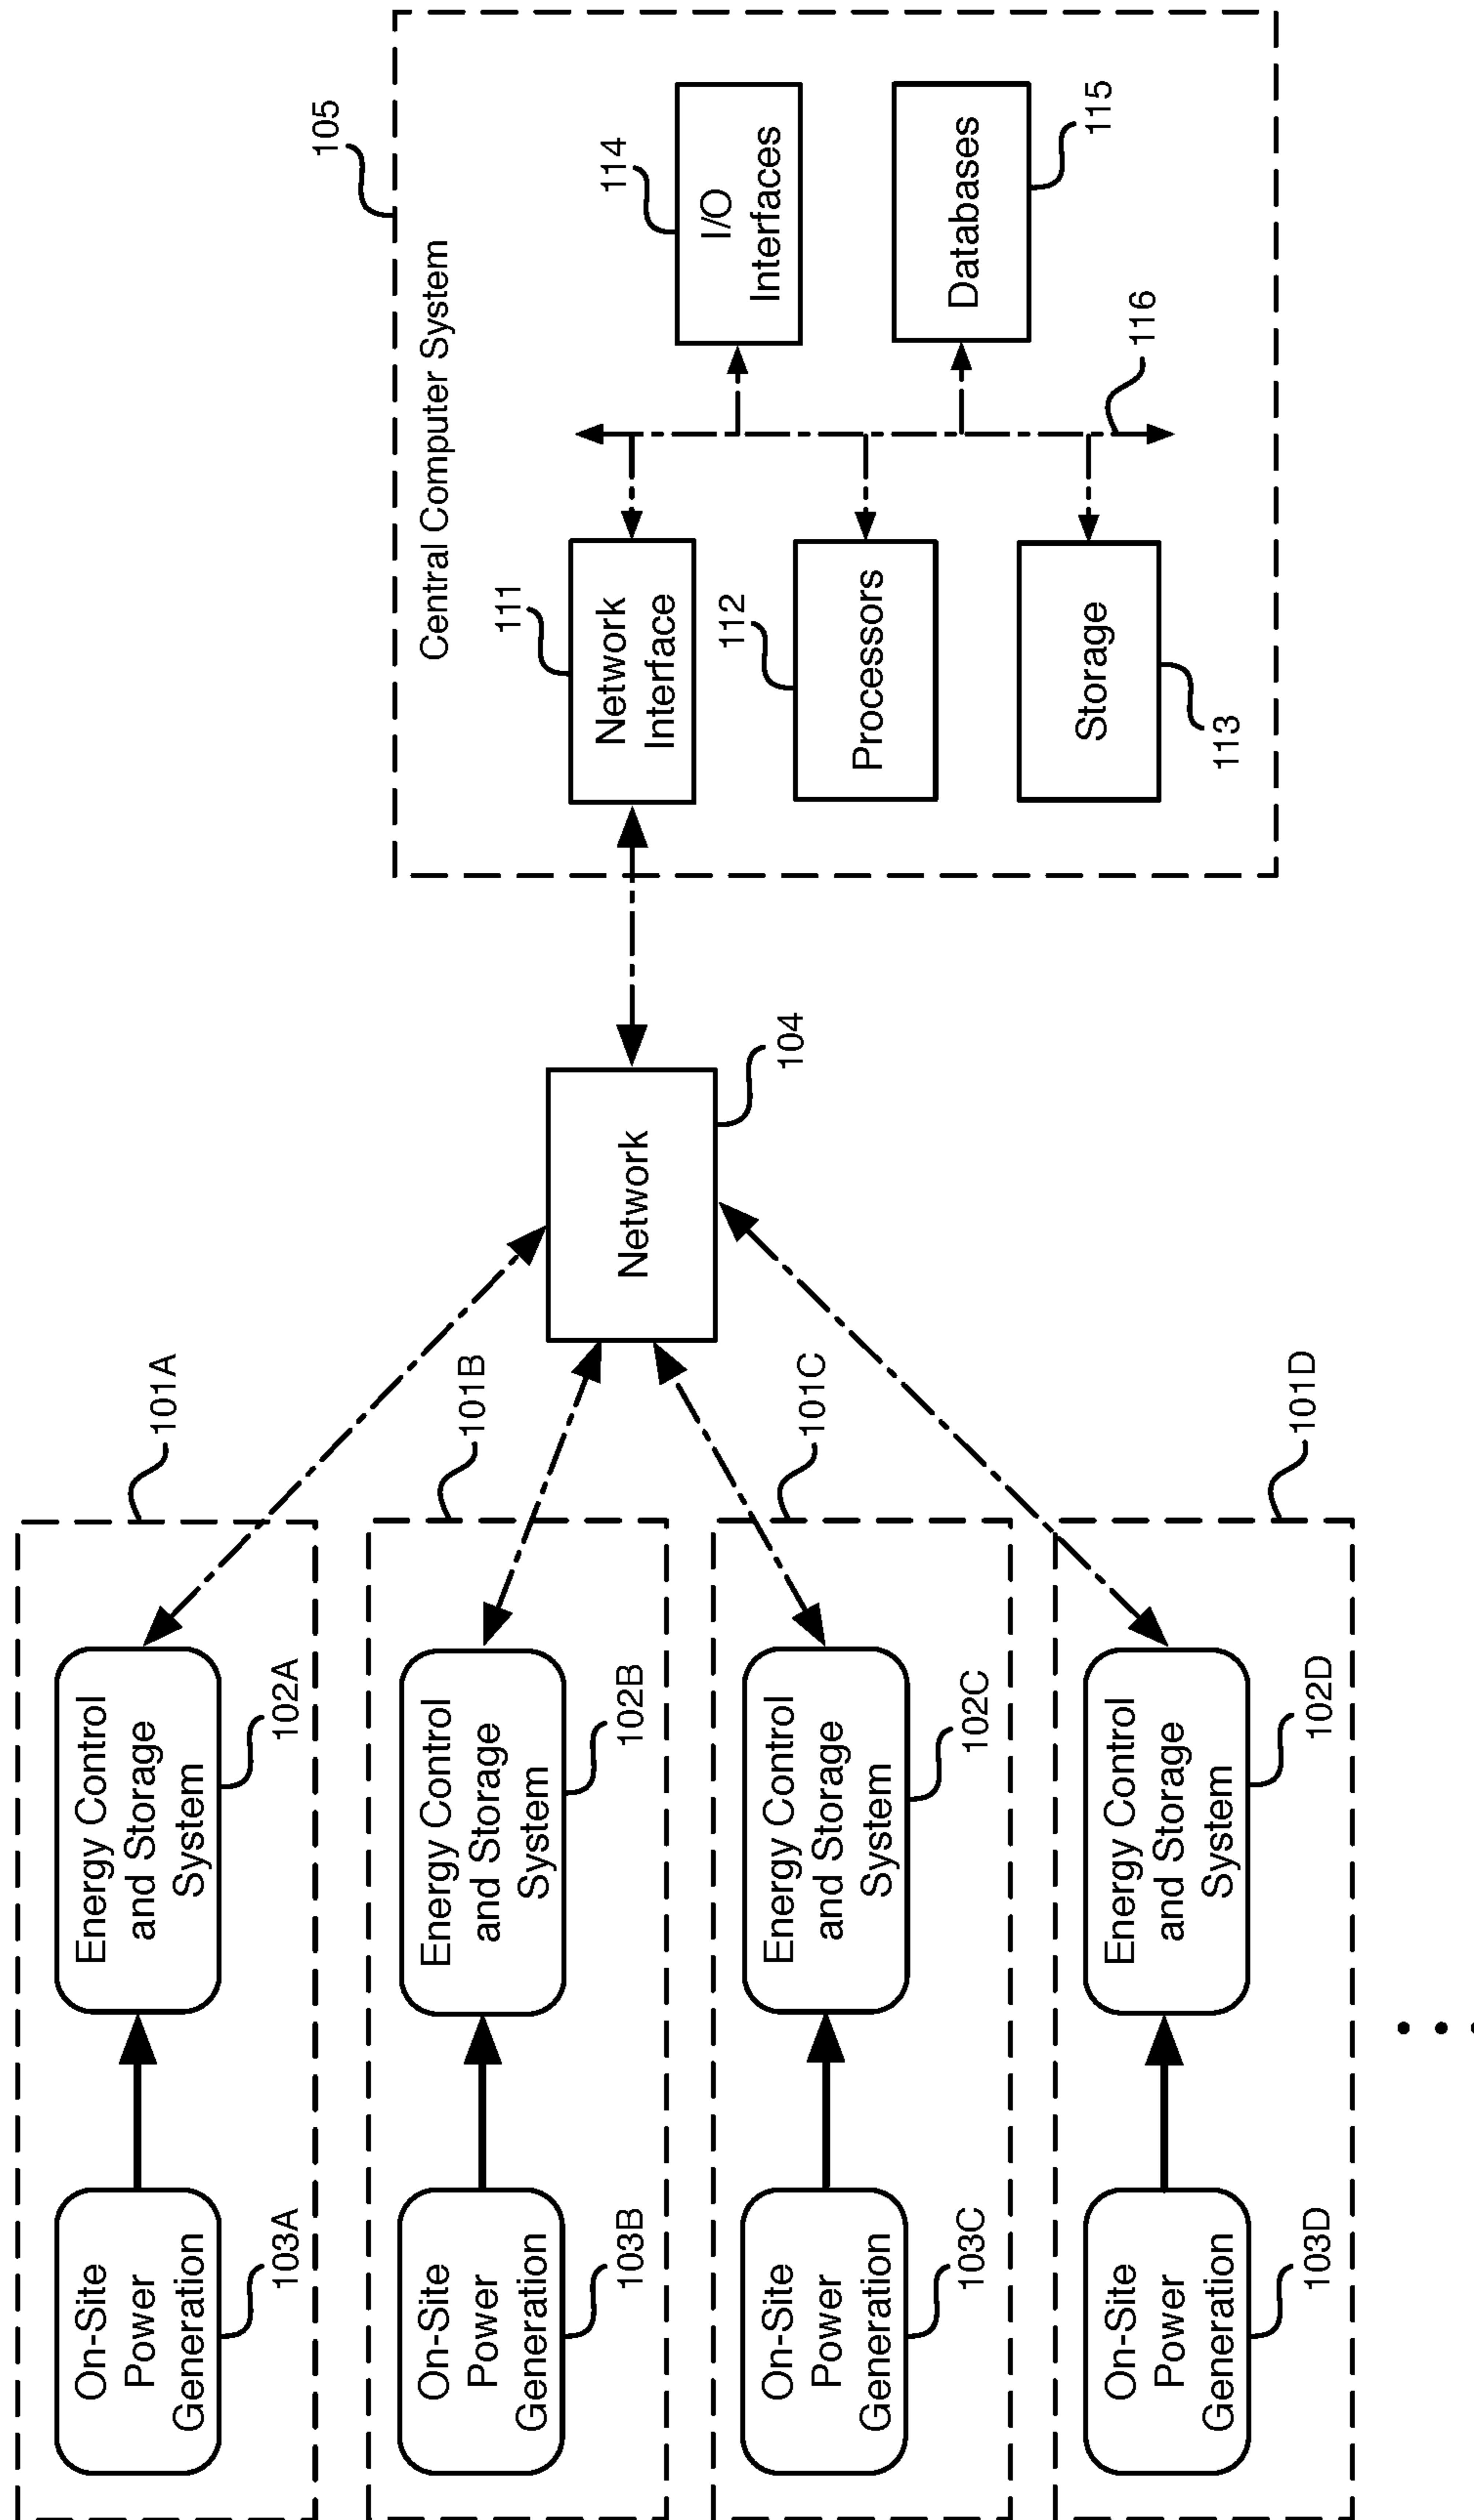 On-Site
Power
Generation
103A
Energy Control
and Storage
System
102A
101A
On-Site
Power
Generation
103B
Energy Control
and Storage
System
102B
101B
On-Site
Power
Generation
103C
Energy Control
and Storage
System
102C
101C
On-Site
Power
Generation
103D
Energy Control
and Storage
System
102D
101D
Network
104
105
Central Computer System
111
Network
Interface
112
Processors
Storage
113
114
I/O
Interfaces
Databases
115
116